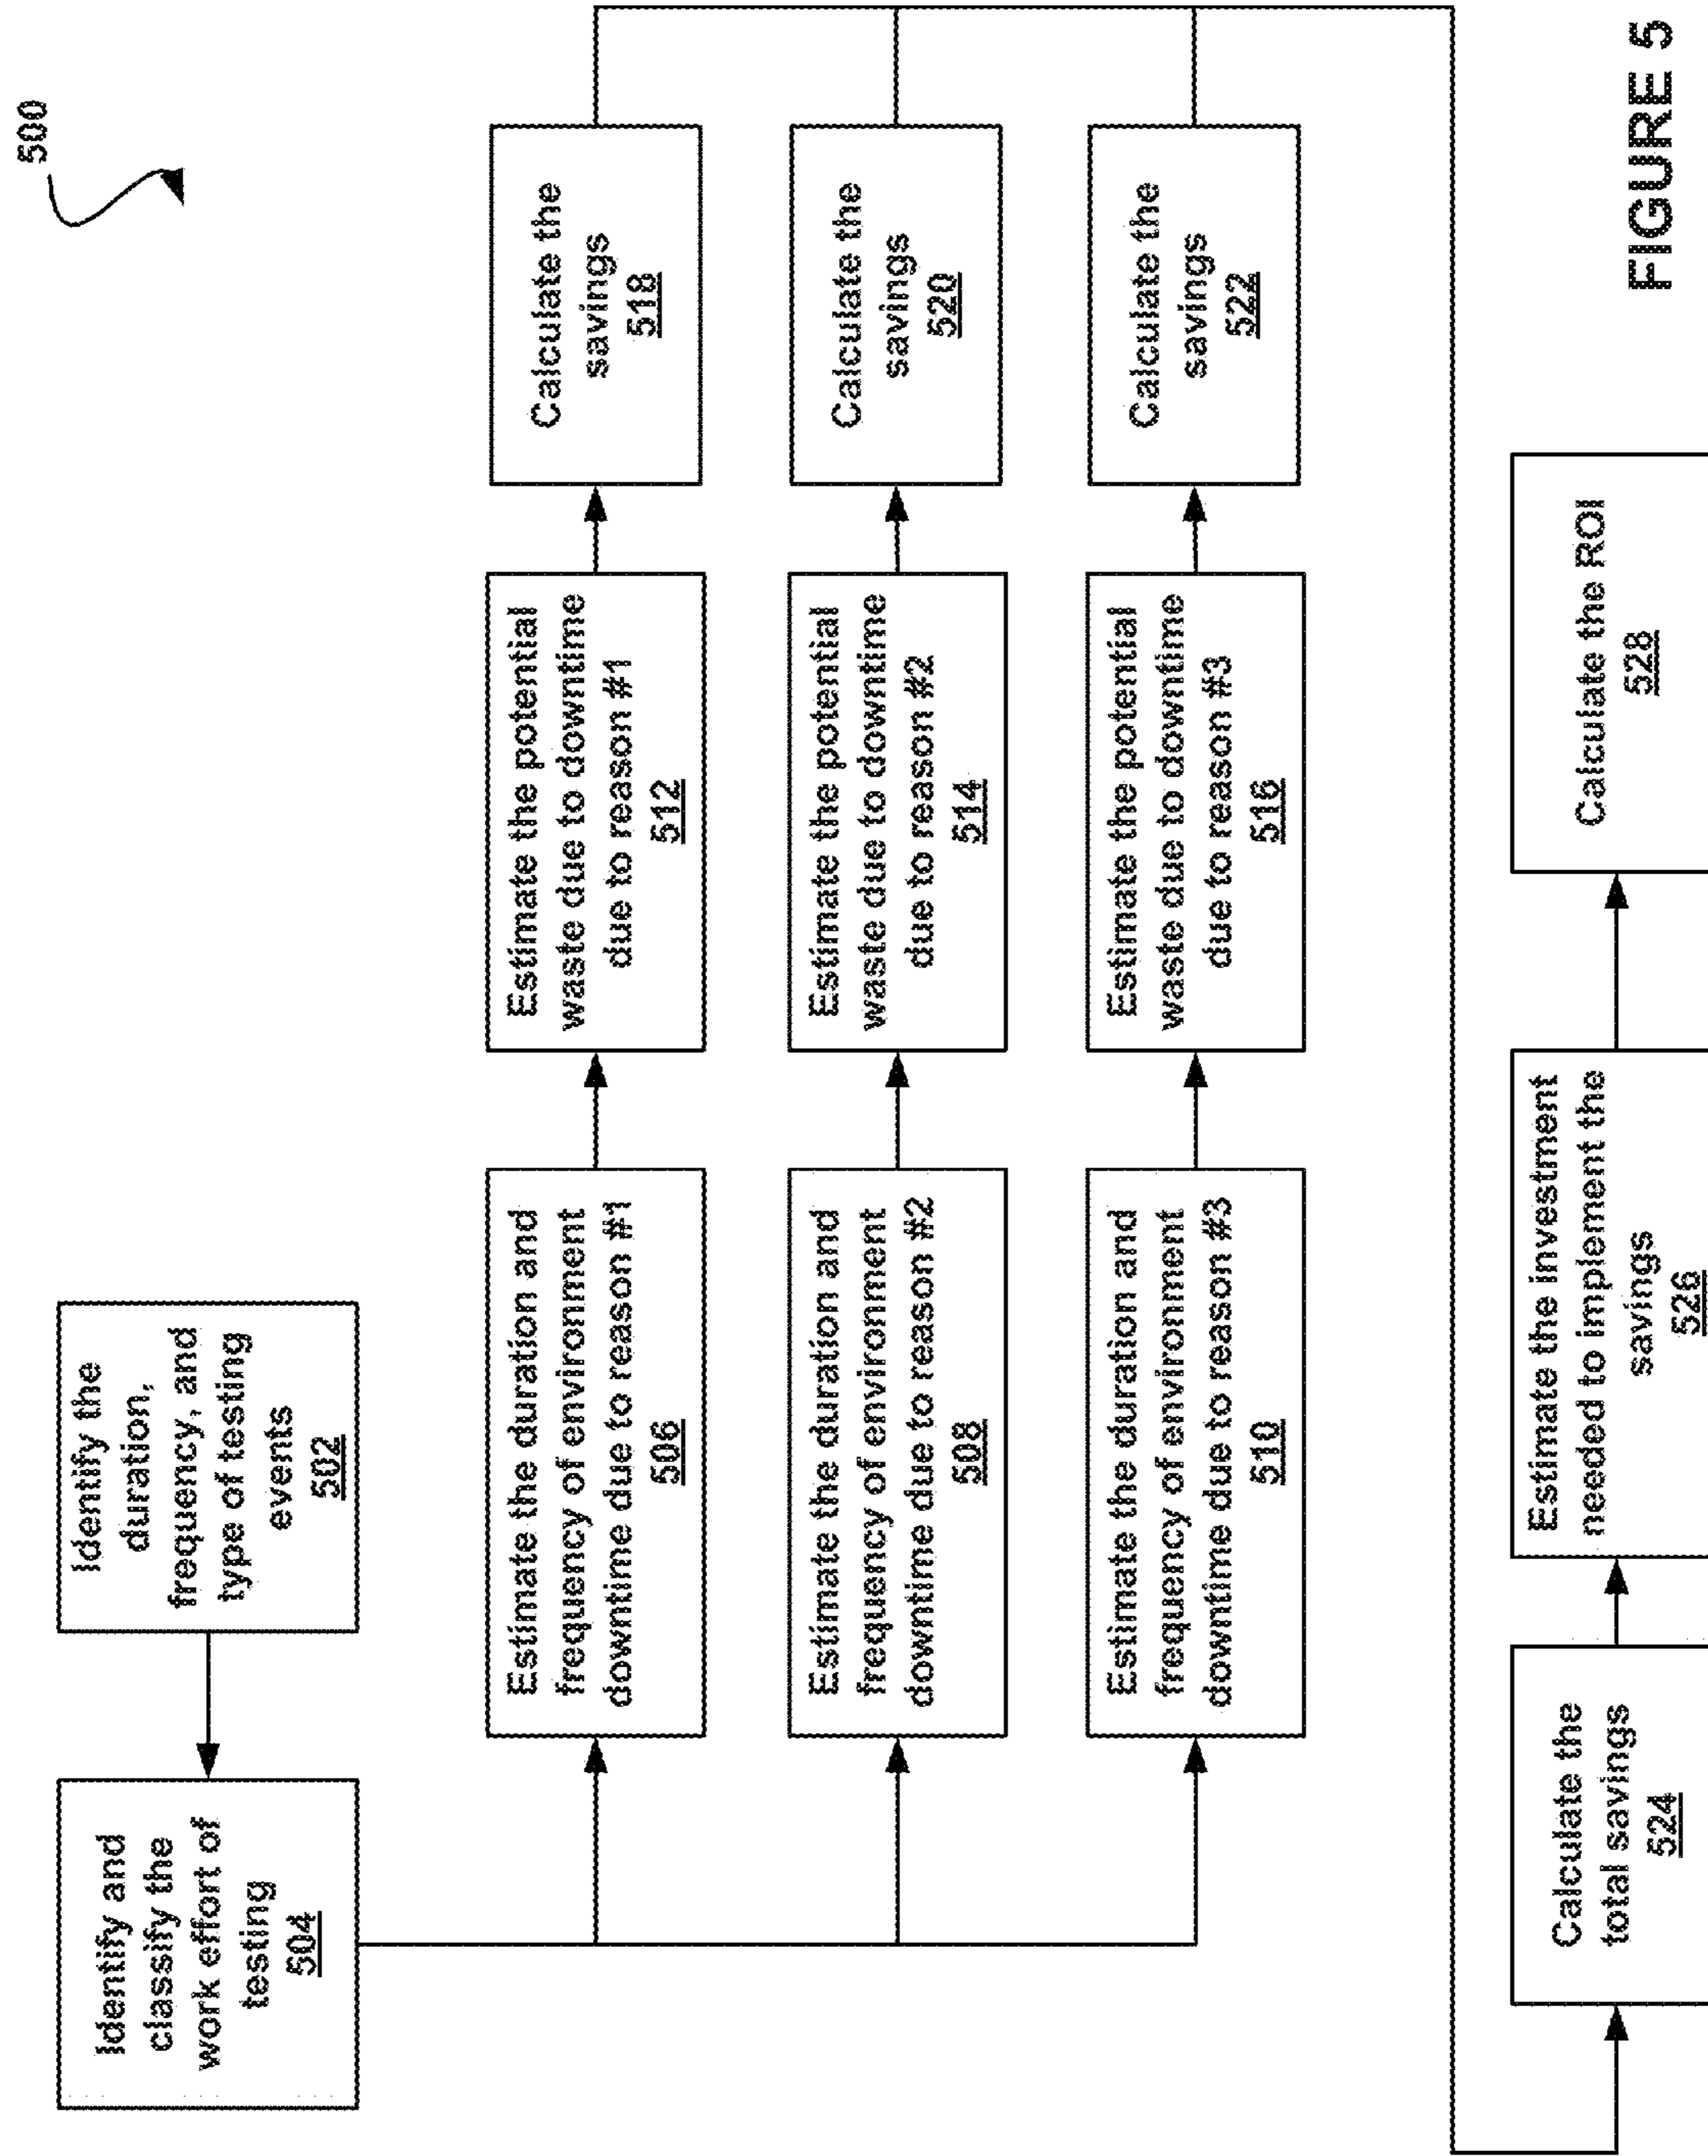 500
Identify the
duration,
frequency, and
type of testing
events
502
Identify and
classify the
work effort of
testing
504
Estimate the duration and
frequency of environment
downtime due to reason #1
506
Estimate the potential
waste due to downtime
due to reason #1
512
Calculate the
savings
518
Estimate the duration and
frequency of environment
downtime due to reason #2
508
Estimate the potential
waste due to downtime
due to reason #2
514
Calculate the
savings
520
Estimate the duration and
frequency of environment
downtime due to reason #3
510
Estimate the potential
waste due to downtime
due to reason #3
516
Calculate the
savings
522
Calculate the
total savings
524
Estimate the investment
needed to implement the
savings
526
Calculate the ROI
528
FIGURE 5